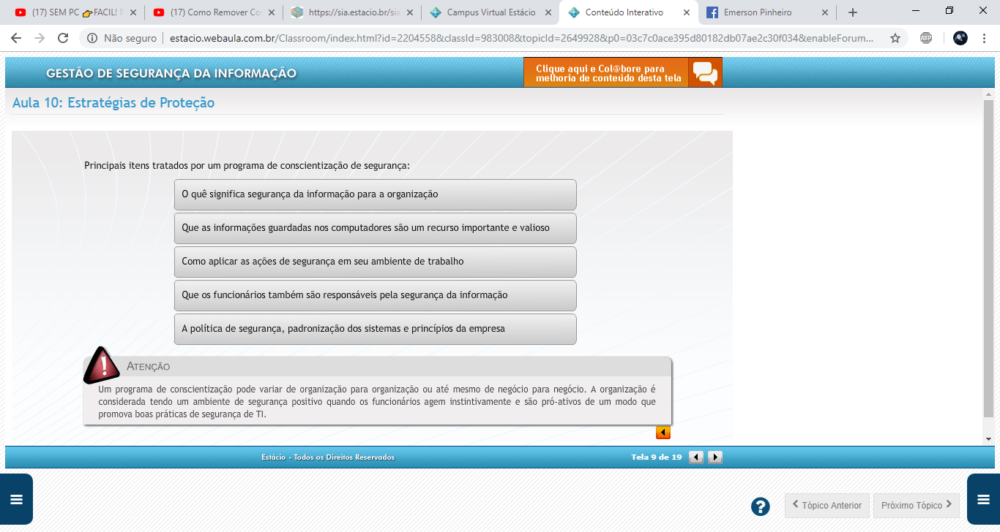 (17) SEM PC 👉FACIL!
(17) Como Remover Co
https://sia.estacio.br/sia
Campus Virtual Estácio
Conteúdo Interativo
Emerson Pinheiro
Não seguro
estacio.webaula.com.br/Classroom/index.html?id=2204558&classId=983008&topicId=2649928&p0=03c7c0ace395d80182db07ae2c30f034&enableForum...
ABP
GESTÃO DE SEGURANÇA DA INFORMAÇÃO
Clique aqui e Col@bore para
melhoria de conteúdo desta tela
Aula 10: Estratégias de Proteção
Principais itens tratados por um programa de conscientização de segurança:
O quê significa segurança da informação para a organização
Que as informações guardadas nos computadores são um recurso importante e valioso
Como aplicar as ações de segurança em seu ambiente de trabalho
Que os funcionários também são responsáveis pela segurança da informação
A política de segurança, padronização dos sistemas e princípios da empresa
ATENÇÃO
Um programa de conscientização pode variar de organização para organização ou até mesmo de negócio para negócio. A organização é
considerada tendo um ambiente de segurança positivo quando os funcionários agem instintivamente e são pró-ativos de um modo que
promova boas práticas de segurança de TI.
Estácio - Todos os Direitos Reservados
Tela 9 de 19
?
Tópico Anterior
Próximo Tópico